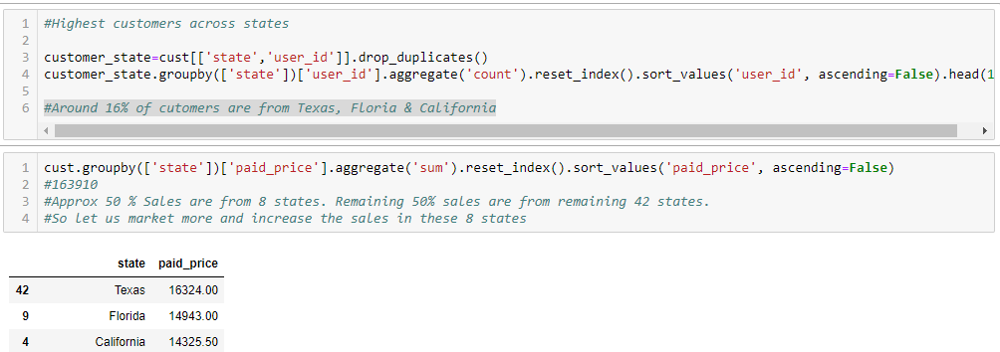 1 #Highest customers across states
2
3 customer_state=cust[['state','user_id']].drop_duplicates()
4 customer_state.groupby(['state'])['user_id'].aggregate('count').reset_index().sort_values('user_id', ascending=False).head(1
5
6 #Around 16% of cutomers are from Texas, Floria & California
1 cust.groupby(['state'])['paid_price'].aggregate('sum').reset_index().sort_values('paid_price', ascending=False)
2 #163910
3 #Approx 50 % Sales are from 8 states. Remaining 50% sales are from remaining 42 states.
4 #So let us market more and increase the sales in these 8 states
state paid_price
42 Texas 16324.00
9 Florida 14943.00
4 California 14325.50